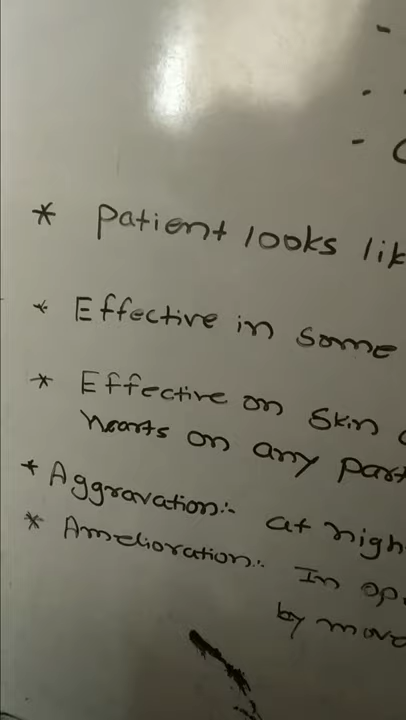 * Patient looks lik
* Effective in some
* Effective on skin
hearts on any part
* Aggravation:- at nigh
* Amelioration:- In op
by mov